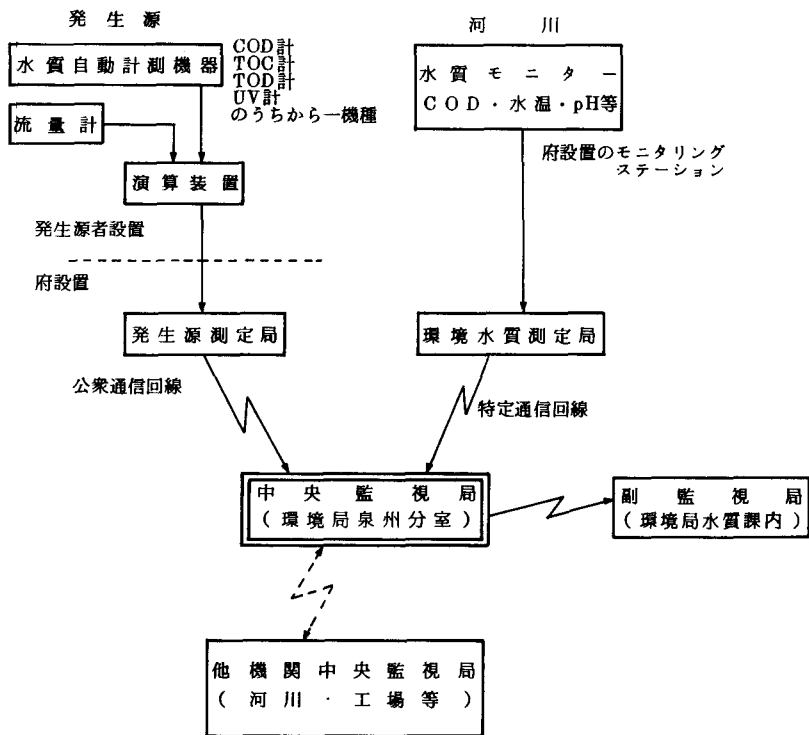 発生源
水質自動計測機器
COD計
TOC計
TOD計
UV計
のうちから一機種
流量計
演算装置
発生源者設置
府設置
発生源測定局
公衆通信回線
河川
水質モニター
COD・水温・pH等
府設置のモニタリング
ステーション
環境水質測定局
特定通信回線
中央監視局
(環境局泉州分室)
副監視局
(環境局水質課内)
他機関中央監視局
(河川・工場等)